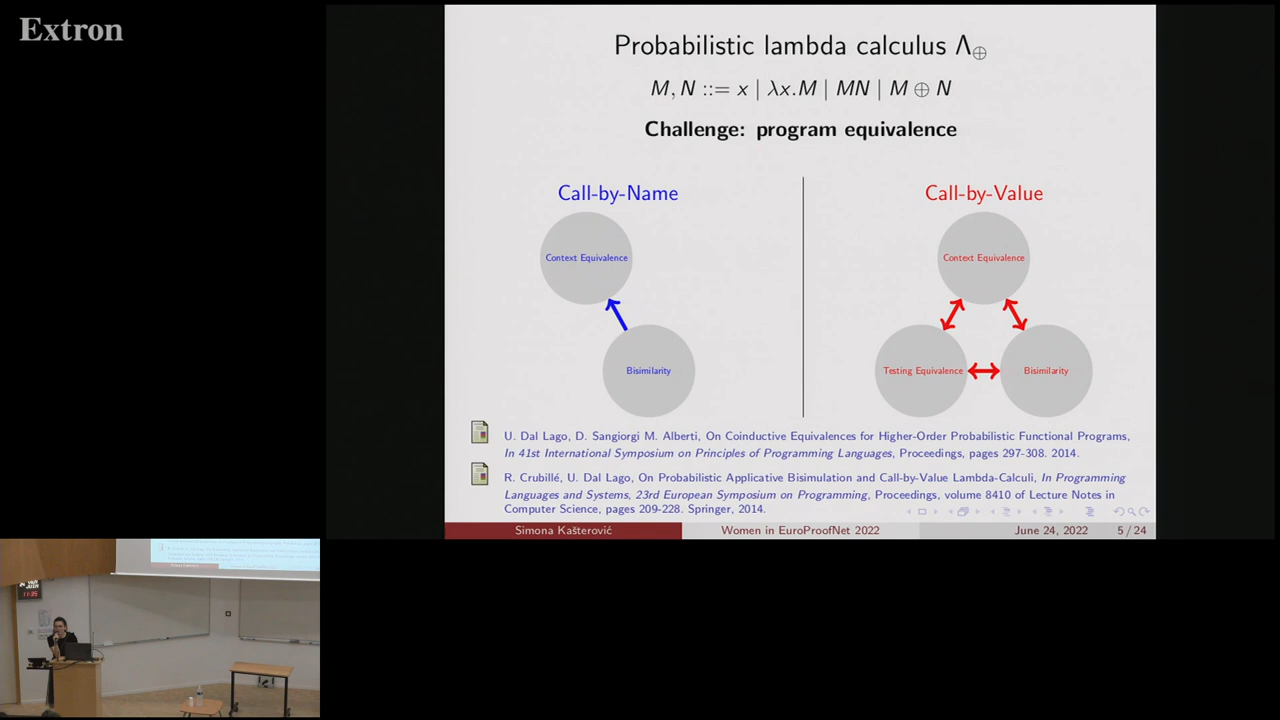 Extron
Probabilistic lambda calculus Λ⊕
M, N ::= x | λx.M | MN | M ⊕ N
Challenge: program equivalence
Call-by-Name
Call-by-Value
Context Equivalence
Context Equivalence
Bisimilarity
Testing Equivalence
Bisimilarity
U. Dal Lago, D. Sangiorgi M. Alberti, On Coinductive Equivalences for Higher-Order Probabilistic Functional Programs,
In 41st International Symposium on Principles of Programming Languages, Proceedings, pages 297-308. 2014.
R. Crubillé, U. Dal Lago, On Probabilistic Applicative Bisimulation and Call-by-Value Lambda-Calculi, In Programming
Languages and Systems, 23rd European Symposium on Programming, Proceedings, volume 8410 of Lecture Notes in
Computer Science, pages 209-228. Springer, 2014.
Simona Kašterović
Women in EuroProofNet 2022
June 24, 2022
5 / 24
11:35